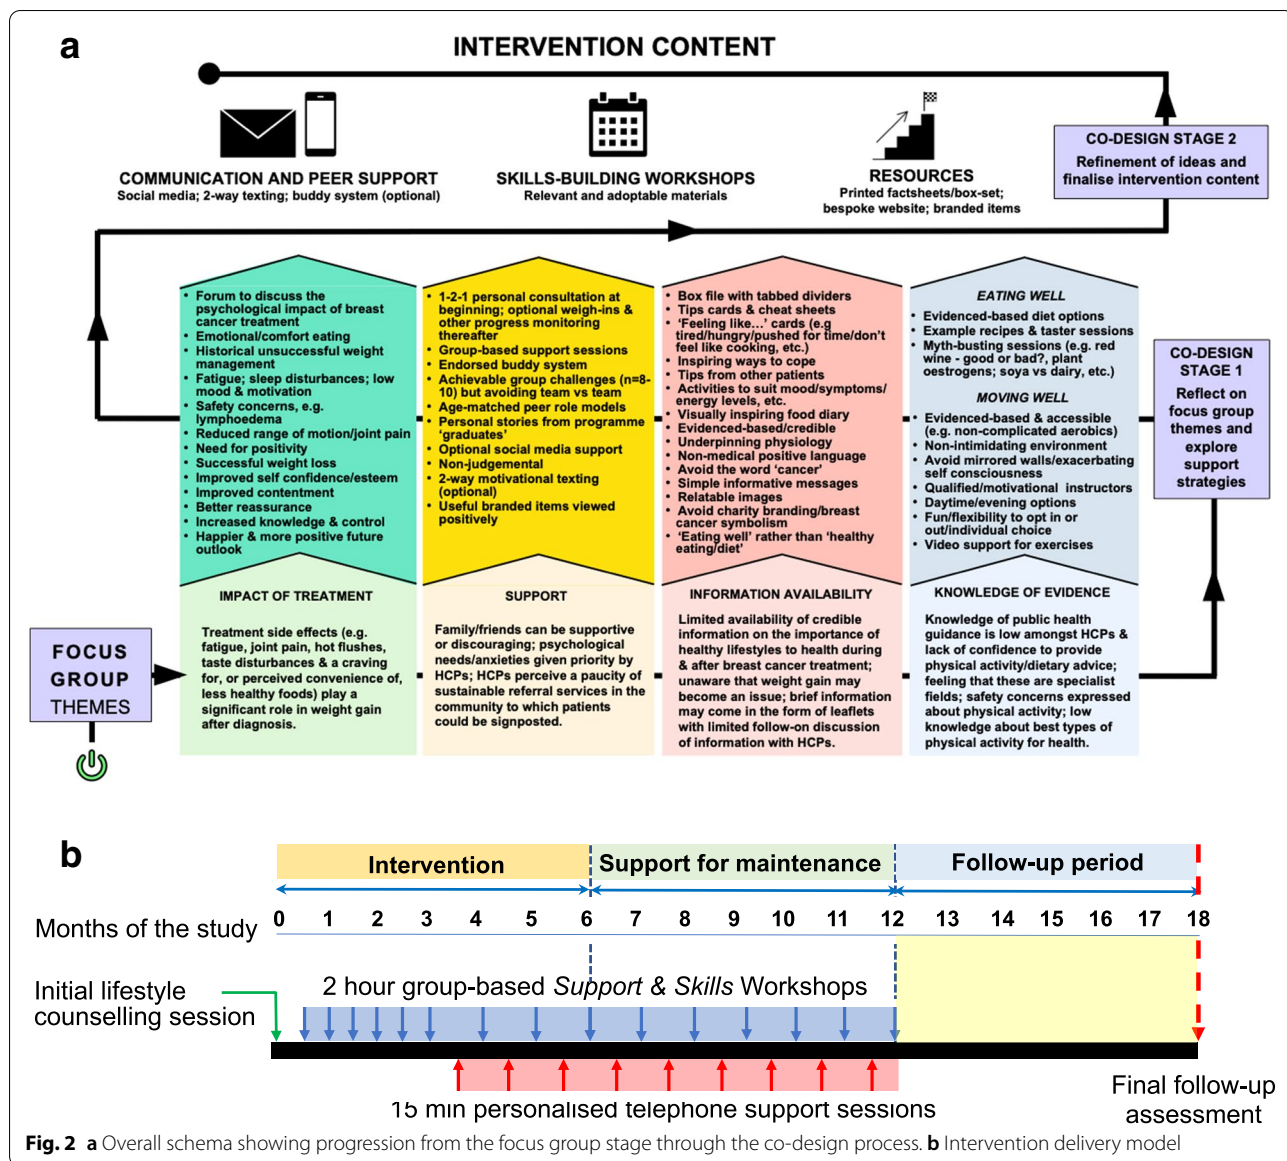 a
INTERVENTION CONTENT
COMMUNICATION AND PEER SUPPORT
Social media; 2-way texting; buddy system (optional)
SKILLS-BUILDING WORKSHOPS
Relevant and adoptable materials
RESOURCES
Printed factsheets/box-set;
bespoke website; branded items
CO-DESIGN STAGE 2
Refinement of ideas and
finalise intervention content
• Forum to discuss the
psychological impact of breast
cancer treatment
• Emotional/comfort eating
• Historical unsuccessful weight
management
• Fatigue; sleep disturbances; low
mood & motivation
• Safety concerns, e.g.
lymphoedema
• Reduced range of motion/joint pain
• Need for positivity
• Successful weight loss
• Improved self confidence/esteem
• Improved contentment
• Better reassurance
• Increased knowledge & control
• Happier & more positive future
outlook
• 1-2-1 personal consultation at
beginning; optional weigh-ins &
other progress monitoring
thereafter
• Group-based support sessions
• Endorsed buddy system
• Achievable group challenges (n=8-
10) but avoiding team vs team
• Age-matched peer role models
• Personal stories from programme
‘graduates’
• Optional social media support
• Non-judgemental
• 2-way motivational texting
(optional)
• Useful branded items viewed
positively
• Box file with tabbed dividers
• Tips cards & cheat sheets
• ‘Feeling like…’ cards (e.g
tired/hungry/pushed for time/don’t
feel like cooking, etc.)
• Inspiring ways to cope
• Tips from other patients
• Activities to suit mood/symptoms/
energy levels, etc.
• Visually inspiring food diary
• Evidenced-based/credible
• Underpinning physiology
• Non-medical positive language
• Avoid the word ‘cancer’
• Simple informative messages
• Relatable images
• Avoid charity branding/breast
cancer symbolism
• ‘Eating well’ rather than ‘healthy
eating/diet’
EATING WELL
• Evidenced-based diet options
• Example recipes & taster sessions
• Myth-busting sessions (e.g. red
wine - good or bad?, plant
oestrogens; soya vs dairy, etc.)
MOVING WELL
• Evidenced-based & accessible
(e.g. non-complicated aerobics)
• Non-intimidating environment
• Avoid mirrored walls/exacerbating
self consciousness
• Qualified/motivational instructors
• Daytime/evening options
• Fun/flexibility to opt in or
out/individual choice
• Video support for exercises
CO-DESIGN
STAGE 1
Reflect on
focus group
themes and
explore
support
strategies
FOCUS
GROUP
THEMES
IMPACT OF TREATMENT
Treatment side effects (e.g.
fatigue, joint pain, hot flushes,
taste disturbances & a craving
for, or perceived convenience of,
less healthy foods) play a
significant role in weight gain
after diagnosis.
SUPPORT
Family/friends can be supportive
or discouraging; psychological
needs/anxieties given priority by
HCPs; HCPs perceive a paucity of
sustainable referral services in the
community to which patients
could be signposted.
INFORMATION AVAILABILITY
Limited availability of credible
information on the importance of
healthy lifestyles to health during
& after breast cancer treatment;
unaware that weight gain may
become an issue; brief information
may come in the form of leaflets
with limited follow-on discussion
of information with HCPs.
KNOWLEDGE OF EVIDENCE
Knowledge of public health
guidance is low amongst HCPs &
lack of confidence to provide
physical activity/dietary advice;
feeling that these are specialist
fields; safety concerns expressed
about physical activity; low
knowledge about best types of
physical activity for health.
b
Intervention
Support for maintenance
Follow-up period
Months of the study
0 1 2 3 4 5 6 7 8 9 10 11 12 13 14 15 16 17 18
Initial lifestyle
counselling session
2 hour group-based Support & Skills Workshops
15 min personalised telephone support sessions
Final follow-up
assessment
Fig. 2 a Overall schema showing progression from the focus group stage through the co-design process. b Intervention delivery model